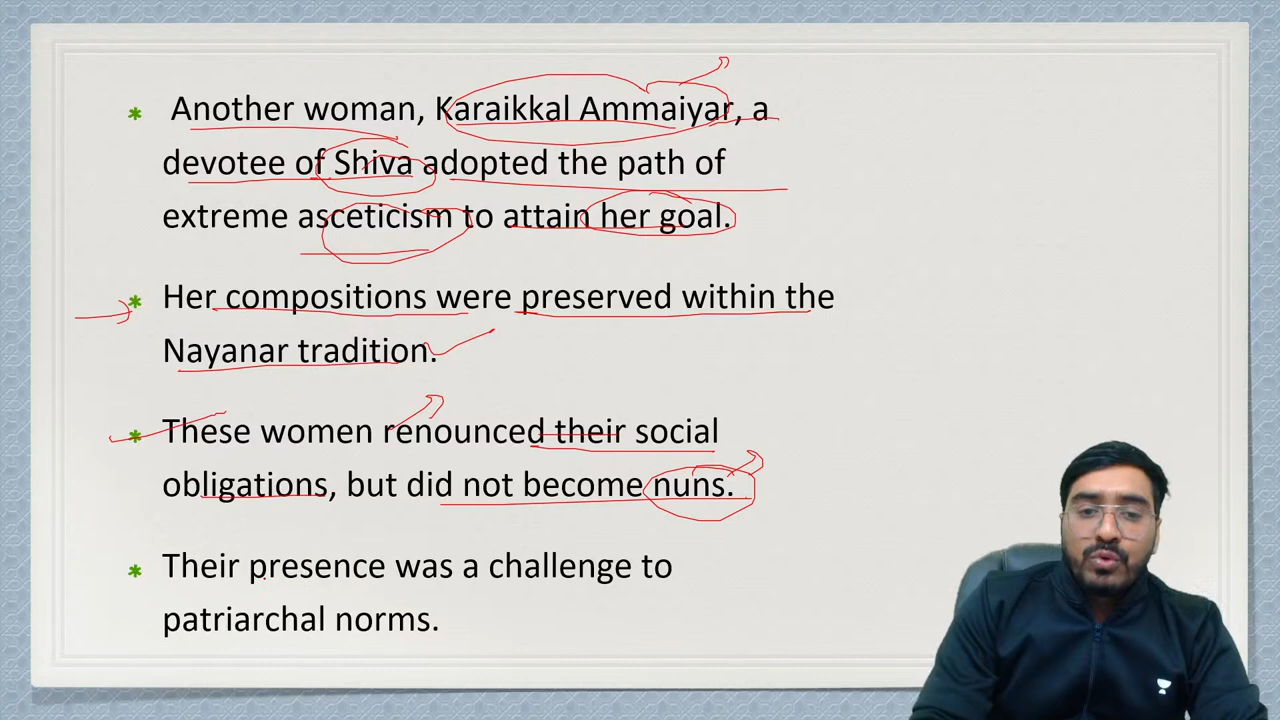 Another woman, Karaikkal Ammaiyar, a
devotee of Shiva adopted the path of
extreme asceticism to attain her goal.
Her compositions were preserved within the
Nayanar tradition.
These women renounced their social
obligations, but did not become nuns.
Their presence was a challenge to
patriarchal norms.